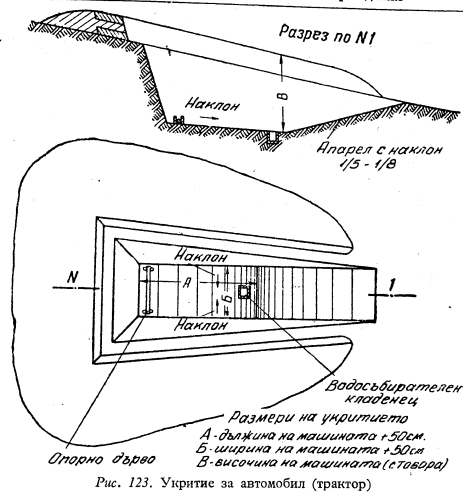 Разрез по N1
Наклон
В
Апарел с наклон
1/5 - 1/8
Наклон
N
А
Б
1
Наклон
Водосъбирателен
кладенец
Размери на укритието
А-дължина на машината +50см.
Б-ширина на машината +50см
В-височина на машината (с товара)
Опорно дърво
Рис. 123. Укритие за автомобил (трактор)